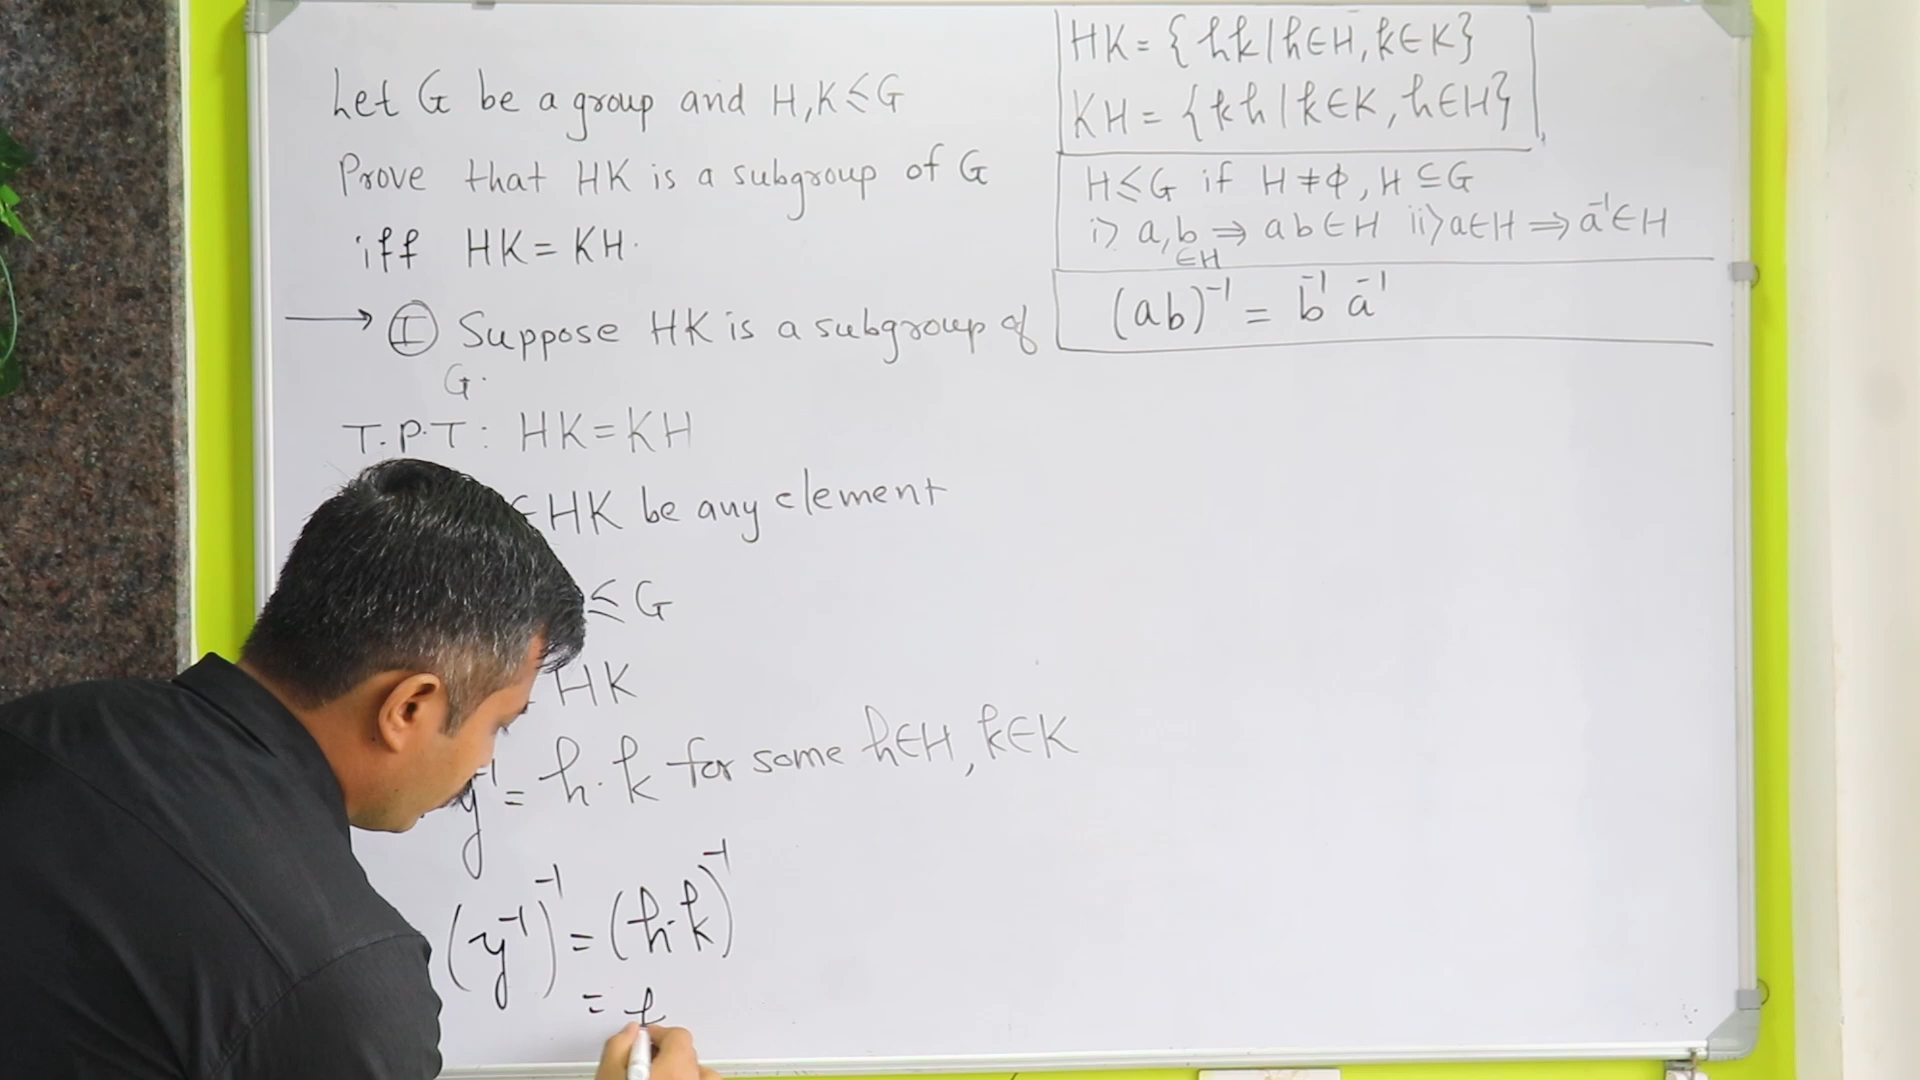 Let G be a group and H,K≤G
Prove that HK is a subgroup of G
iff HK = KH.
→ Ⓘ Suppose HK is a subgroup of
G.
T.P.T: HK=KH
∈ HK be any element
≤ G
HK
y⁻¹ = h·k for some h∈H, k∈K
(y⁻¹)⁻¹ = (h·k)⁻¹
=
HK = {hk | h∈H, k∈K}
KH = {kh | k∈K, h∈H}
H≤G if H≠ϕ, H⊆G
i> a,b ⇒ ab∈H ii> a∈H ⇒ a⁻¹∈H
∈H
(ab)⁻¹ = b⁻¹ a⁻¹